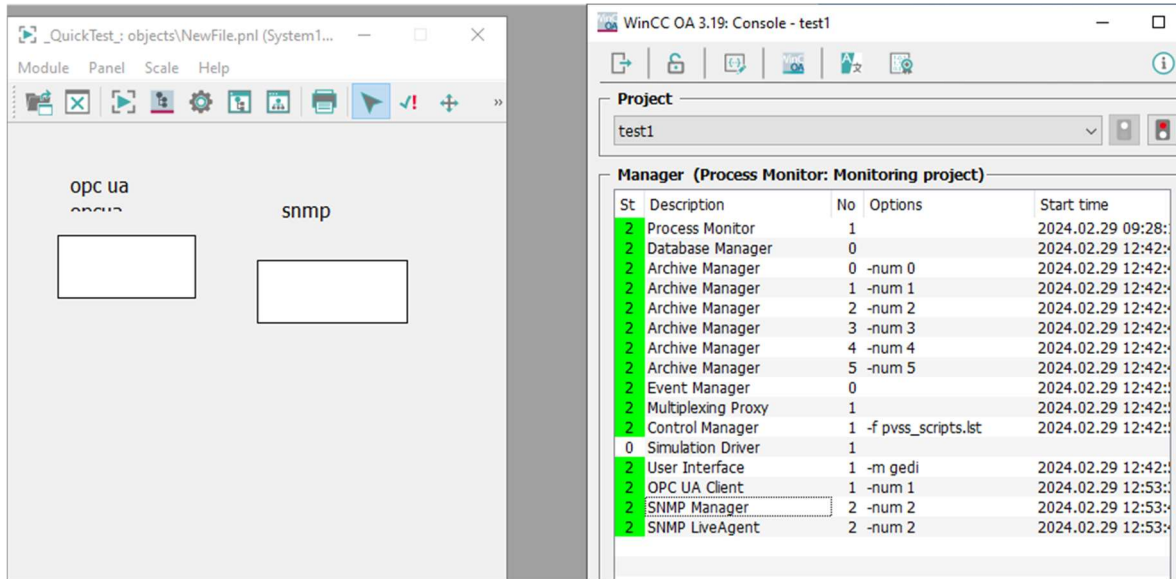 _QuickTest_: objects\NewFile.pnl (System1...
Module Panel Scale Help
opc ua
opcua
snmp
WinCC OA 3.19: Console - test1
Project
test1
Manager (Process Monitor: Monitoring project)
St Description No Options Start time
2 Process Monitor 1 2024.02.29 09:28:
2 Database Manager 0 2024.02.29 12:42:
2 Archive Manager 0 -num 0 2024.02.29 12:42:
2 Archive Manager 1 -num 1 2024.02.29 12:42:
2 Archive Manager 2 -num 2 2024.02.29 12:42:
2 Archive Manager 3 -num 3 2024.02.29 12:42:
2 Archive Manager 4 -num 4 2024.02.29 12:42:
2 Archive Manager 5 -num 5 2024.02.29 12:42:
2 Event Manager 0 2024.02.29 12:42:
2 Multiplexing Proxy 1 2024.02.29 12:42:
2 Control Manager 1 -f pvss_scripts.lst 2024.02.29 12:42:
0 Simulation Driver 1
2 User Interface 1 -m gedi 2024.02.29 12:42:
2 OPC UA Client 1 -num 1 2024.02.29 12:53:
2 SNMP Manager 2 -num 2 2024.02.29 12:53:
2 SNMP LiveAgent 2 -num 2 2024.02.29 12:53: